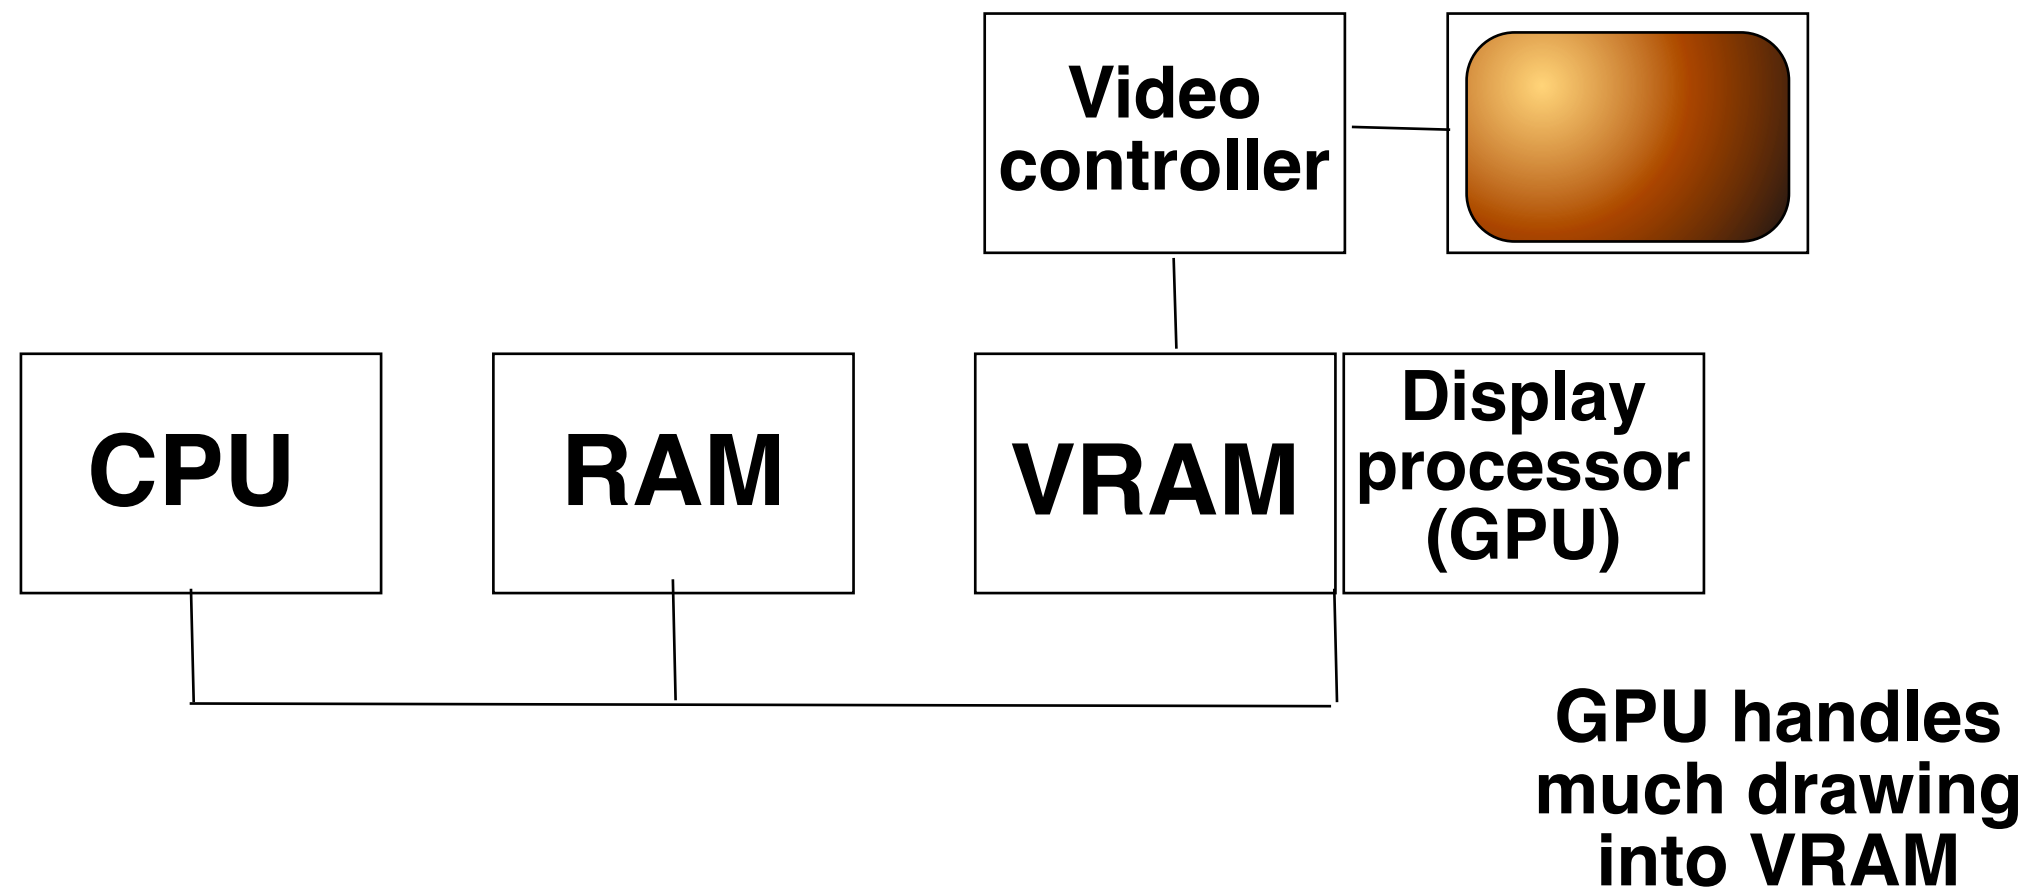 Video
controller
CPU
RAM
VRAM
Display
processor
(GPU)
GPU handles
much drawing
into VRAM